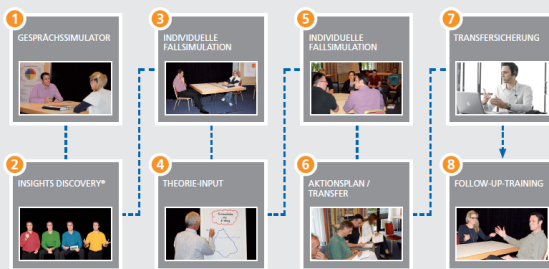 1
GESPRÄCHSSIMULATOR
2
INSIGHTS DISCOVERY®
3
INDIVIDUELLE
FALLSIMULATION
4
THEORIE-INPUT
5
INDIVIDUELLE
FALLSIMULATION
6
AKTIONSPLAN /
TRANSFER
7
TRANSFERSICHERUNG
8
FOLLOW-UP-TRAINING